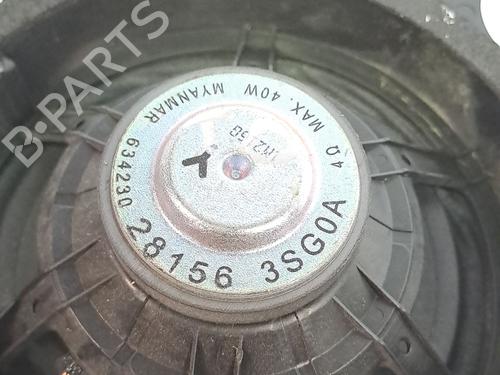 B-PARTS
4Ω MAX. 40W MYANMAR
634230
28156 3SG0A